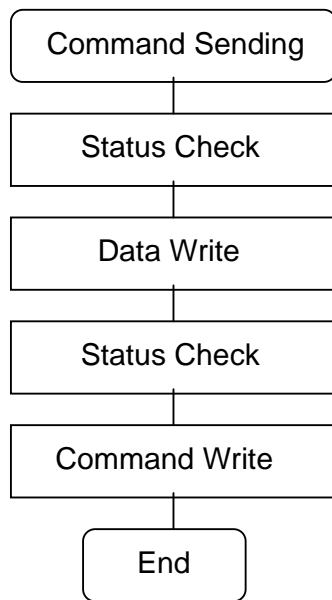 Command Sending
Status Check
Data Write
Status Check
Command Write
End